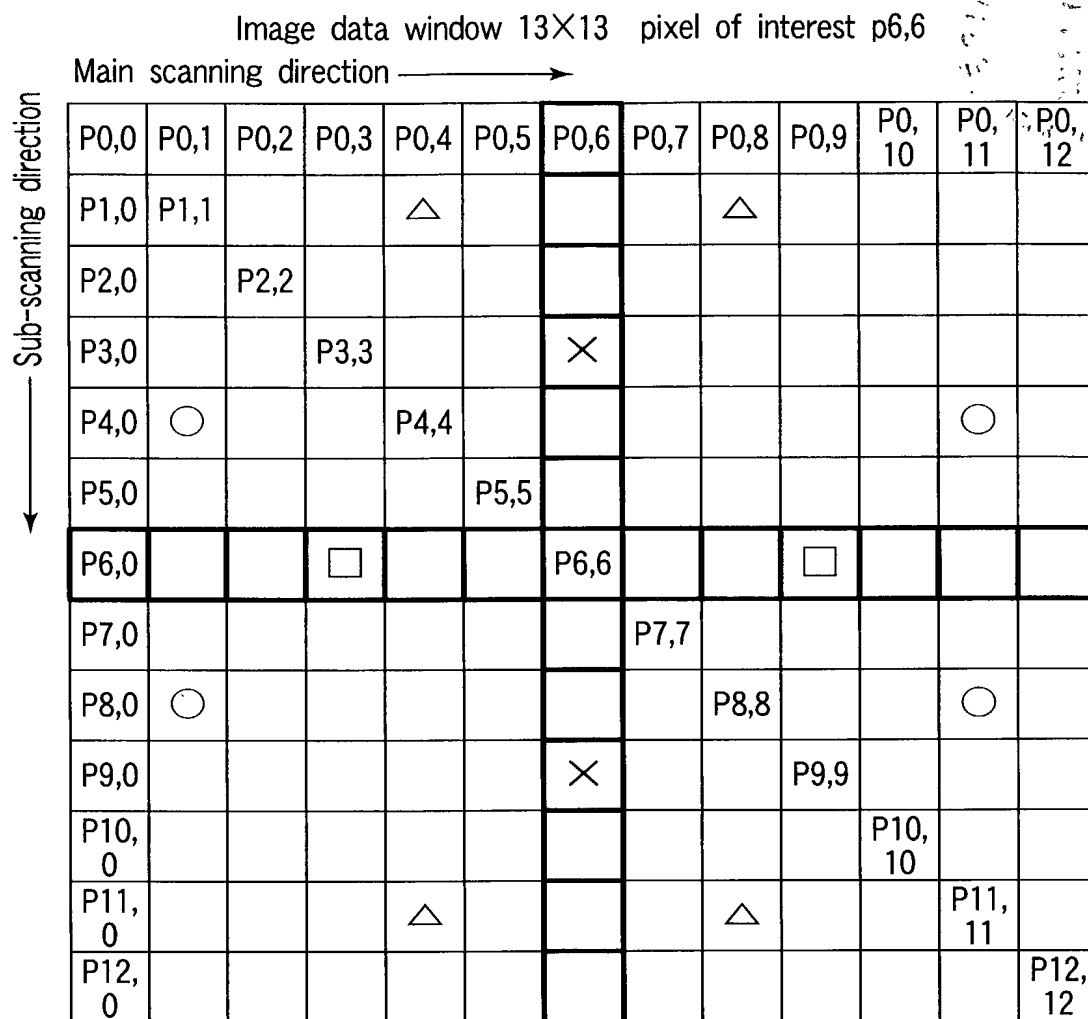 Image data window 13×13 pixel of interest p6,6
Main scanning direction
Sub-scanning direction
P0,0 P0,1 P0,2 P0,3 P0,4 P0,5 P0,6 P0,7 P0,8 P0,9 P0,10 P0,11 P0,12
P1,0 P1,1 △ △
P2,0 P2,2
P3,0 P3,3 ×
P4,0 ○ P4,4 ○
P5,0 P5,5
P6,0 □ P6,6 □
P7,0 P7,7
P8,0 ○ P8,8 ○
P9,0 × P9,9
P10,0 P10,10
P11,0 △ △ P11,11
P12,0 P12,12